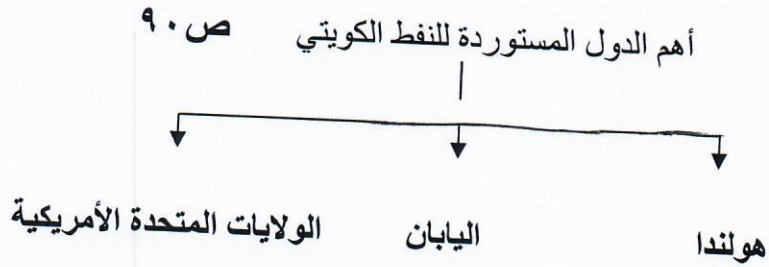 أهم الدول المستوردة للنفط الكويتي ص٩٠
هولندا اليابان الولايات المتحدة الأمريكية